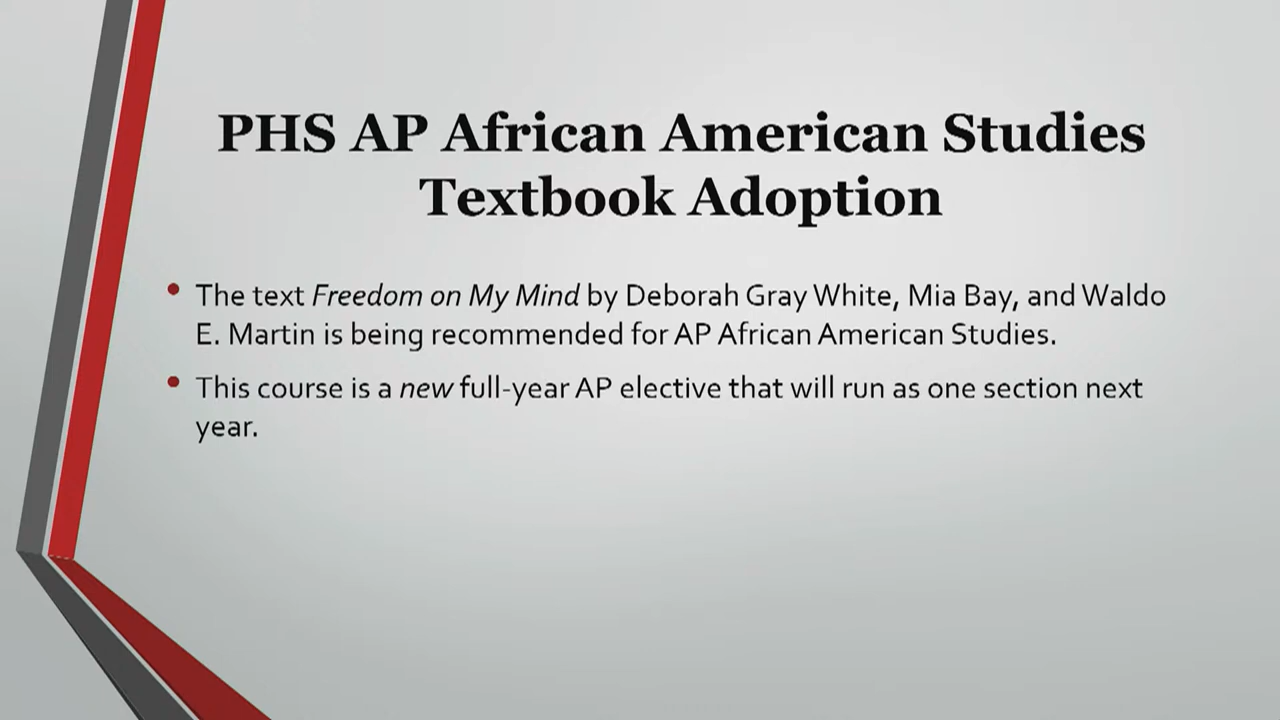 PHS AP African American Studies
Textbook Adoption
• The text Freedom on My Mind by Deborah Gray White, Mia Bay, and Waldo
E. Martin is being recommended for AP African American Studies.
• This course is a new full-year AP elective that will run as one section next
year.